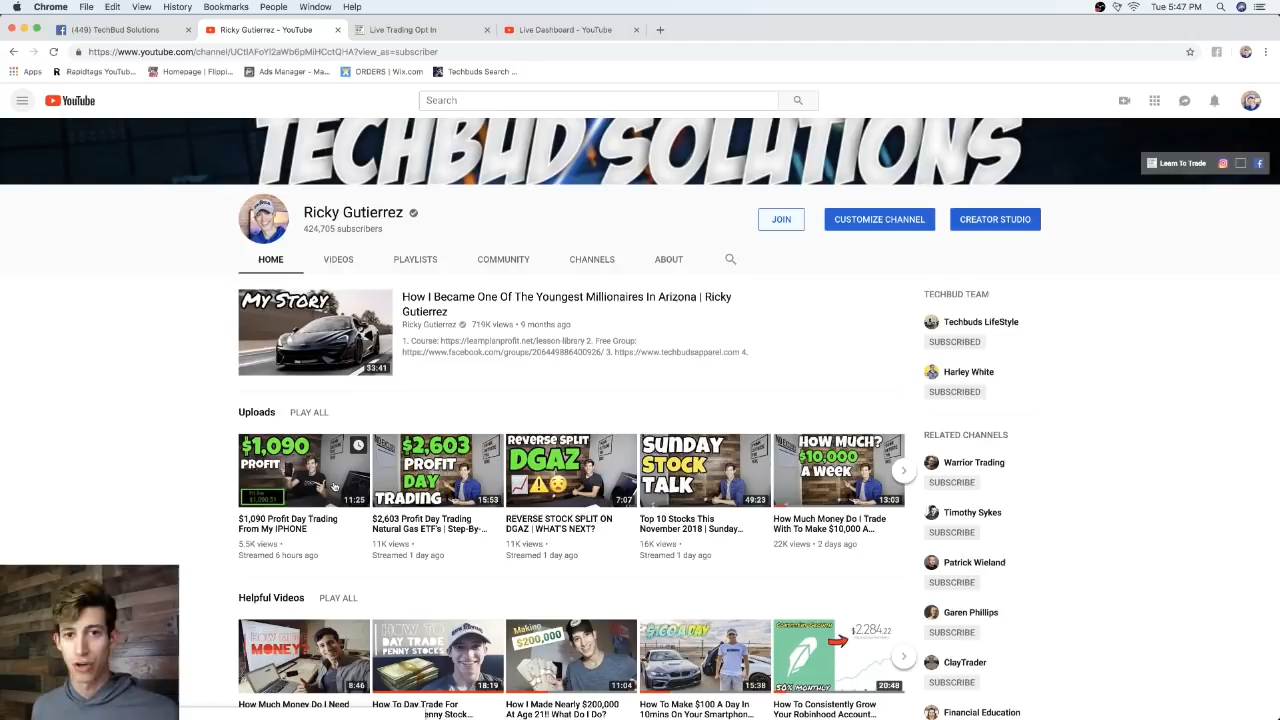 Chrome File Edit View History Bookmarks People Window Help Tue 5:47 PM
(449) TechBud Solutions Ricky Gutierrez - YouTube Live Trading Opt In Live Dashboard - YouTube
Apps Rapidtags YouTub... Homepage | Flippi... Ads Manager - Ma... ORDERS | Wix.com Techbuds Search ...
YouTube Search
TECHBUD SOLUTIONS
Learn To Trade
Ricky Gutierrez
424,705 subscribers
JOIN CUSTOMIZE CHANNEL CREATOR STUDIO
HOME VIDEOS PLAYLISTS COMMUNITY CHANNELS ABOUT
MY STORY
33:41
How I Became One Of The Youngest Millionaires In Arizona | Ricky
Gutierrez
Ricky Gutierrez 719K views • 9 months ago
1. Course: https://learnplanprofit.net/lesson-library 2. Free Group:
https://www.facebook.com/groups/206449886400926/ 3. https://www.techbudsapparel.com 4.
Uploads PLAY ALL
$1,090 PROFIT 11:25
$2,603 PROFIT DAY TRADING 15:53
REVERSE SPLIT DGAZ 7:07
SUNDAY STOCK TALK 49:23
HOW MUCH? $10,000 A WEEK 13:03
$1,090 Profit Day Trading
From My IPHONE
5.5K views •
Streamed 6 hours ago
$2,603 Profit Day Trading
Natural Gas ETFs | Step-By-...
11K views •
Streamed 1 day ago
REVERSE STOCK SPLIT ON
DGAZ | WHAT'S NEXT?
11K views •
Streamed 1 day ago
Top 10 Stocks This
November 2018 | Sunday...
16K views •
Streamed 1 day ago
How Much Money Do I Trade
With To Make $10,000 A...
22K views • 2 days ago
Helpful Videos PLAY ALL
HOW MUCH MONEY? 8:46
HOW TO DAY TRADE PENNY STOCKS 18:19
Making $200,000 11:04
15:38
$2,284.22 50% MONTHLY 20:48
How Much Money Do I Need
How To Day Trade For
Penny Stock...
How I Made Nearly $200,000
At Age 21!! What Do I Do?
How To Make $100 A Day In
10mins On Your Smartphon...
How To Consistently Grow
Your Robinhood Account...
TECHBUD TEAM
Techbuds LifeStyle
SUBSCRIBED
Harley White
SUBSCRIBED
RELATED CHANNELS
Warrior Trading
SUBSCRIBE
Timothy Sykes
SUBSCRIBE
Patrick Wieland
SUBSCRIBE
Garen Phillips
SUBSCRIBE
ClayTrader
SUBSCRIBE
Financial Education